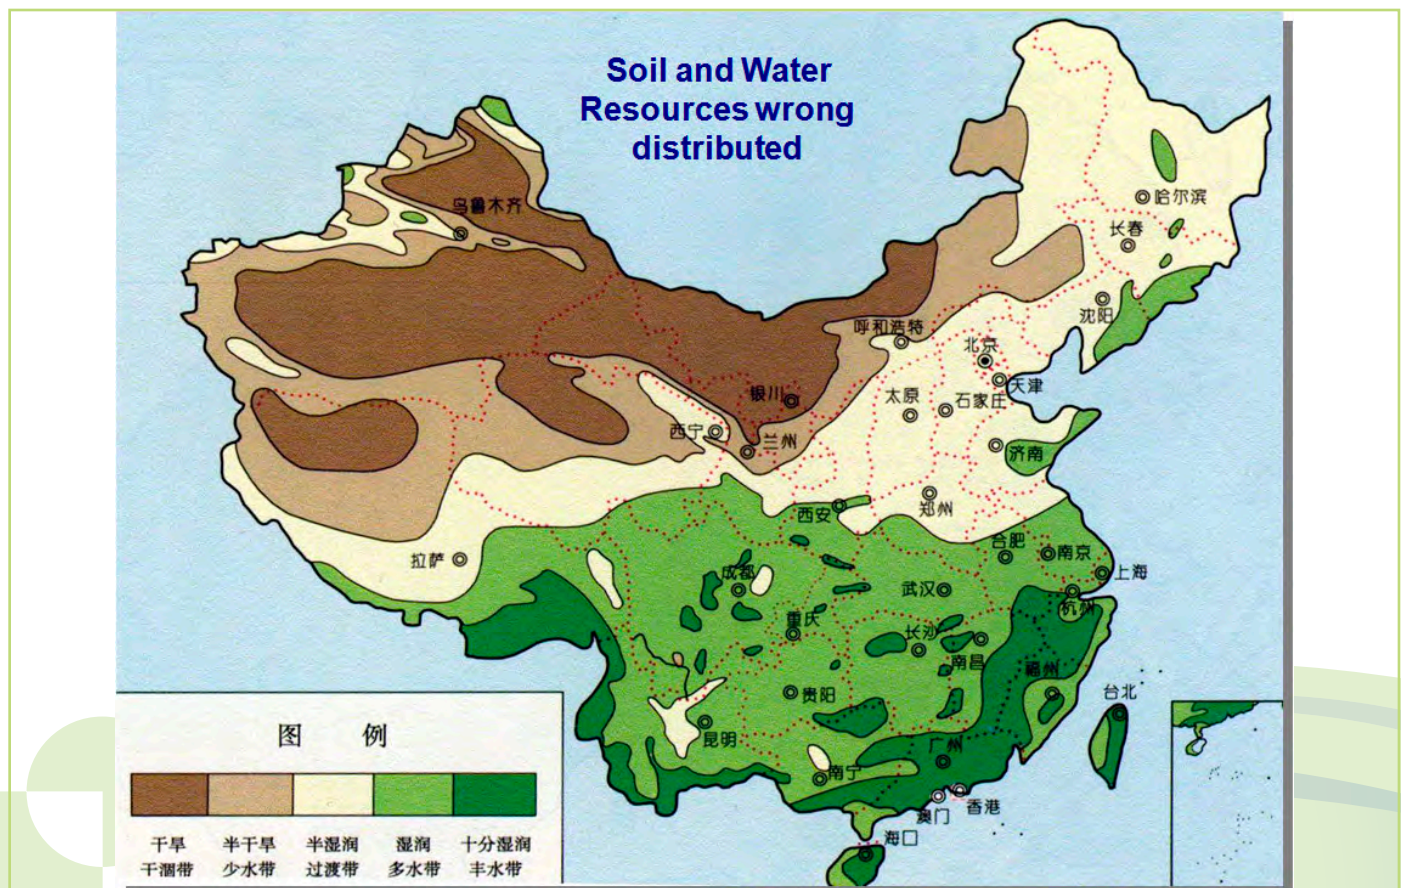 Soil and Water
Resources wrong
distributed
乌鲁木齐
哈尔滨
长春
沈阳
呼和浩特
北京
天津
银川
太原
石家庄
西宁
兰州
济南
西安
郑州
拉萨
合肥
南京
上海
成都
武汉
杭州
重庆
长沙
南昌
福州
贵阳
台北
昆明
广州
南宁
香港
澳门
海口
图 例
干旱 半干旱 半湿润 湿润 十分湿润
干涸带 少水带 过渡带 多水带 丰水带